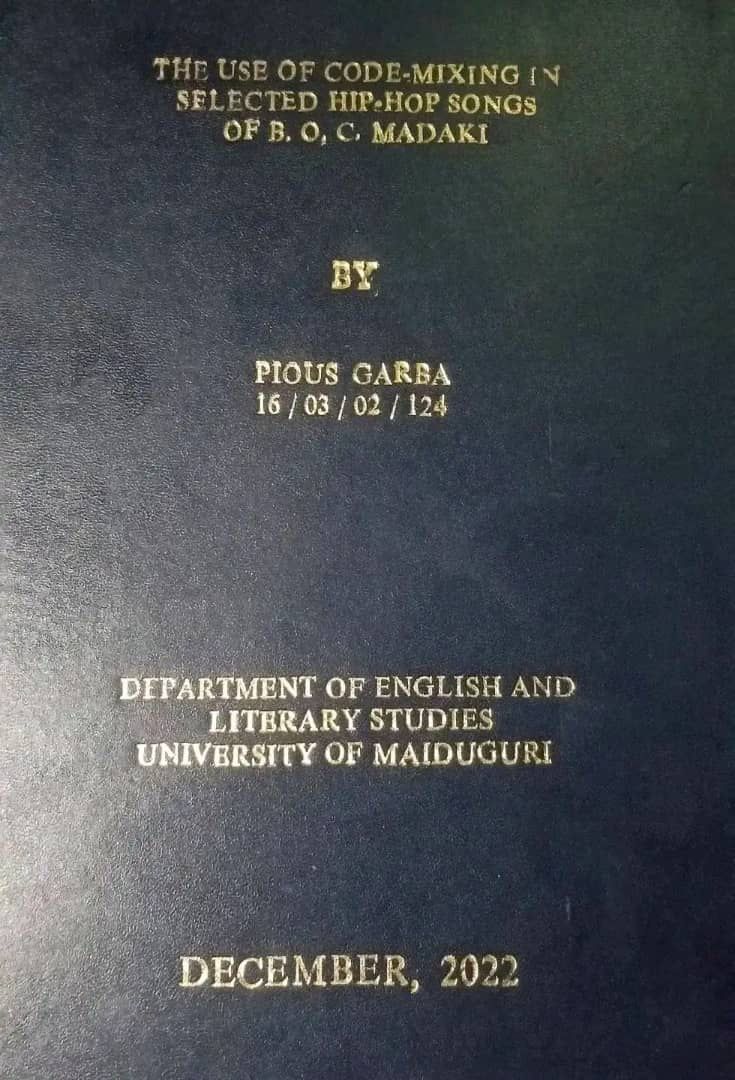 THE USE OF CODE-MIXING IN
SELECTED HIP-HOP SONGS
OF B. O, C. MADAKI
BY
PIOUS GARBA
16 / 03 / 02 / 124
DEPARTMENT OF ENGLISH AND
LITERARY STUDIES
UNIVERSITY OF MAIDUGURI
DECEMBER, 2022